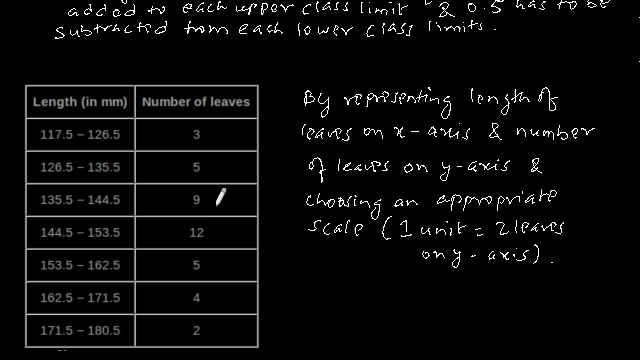 added to each upper class limit & 0.5 has to be
subtracted from each lower class limits.
Length (in mm) Number of leaves
117.5 – 126.5 3
126.5 – 135.5 5
135.5 – 144.5 9
144.5 – 153.5 12
153.5 – 162.5 5
162.5 – 171.5 4
171.5 – 180.5 2
By representing length of
leaves on x-axis & number
of leaves on y-axis &
choosing an appropriate
scale (1 unit = 2 leaves
on y-axis).